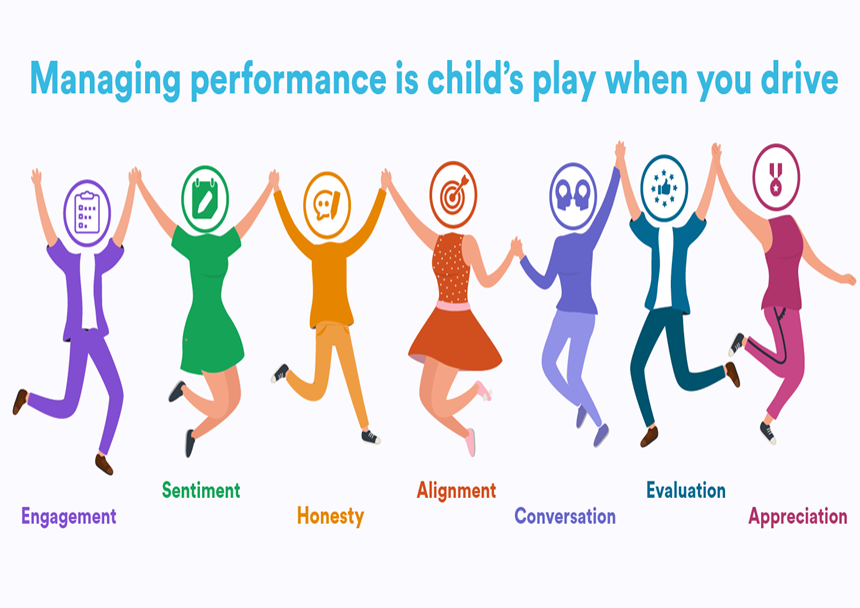 Managing performance is child's play when you drive
Engagement
Sentiment
Honesty
Alignment
Conversation
Evaluation
Appreciation